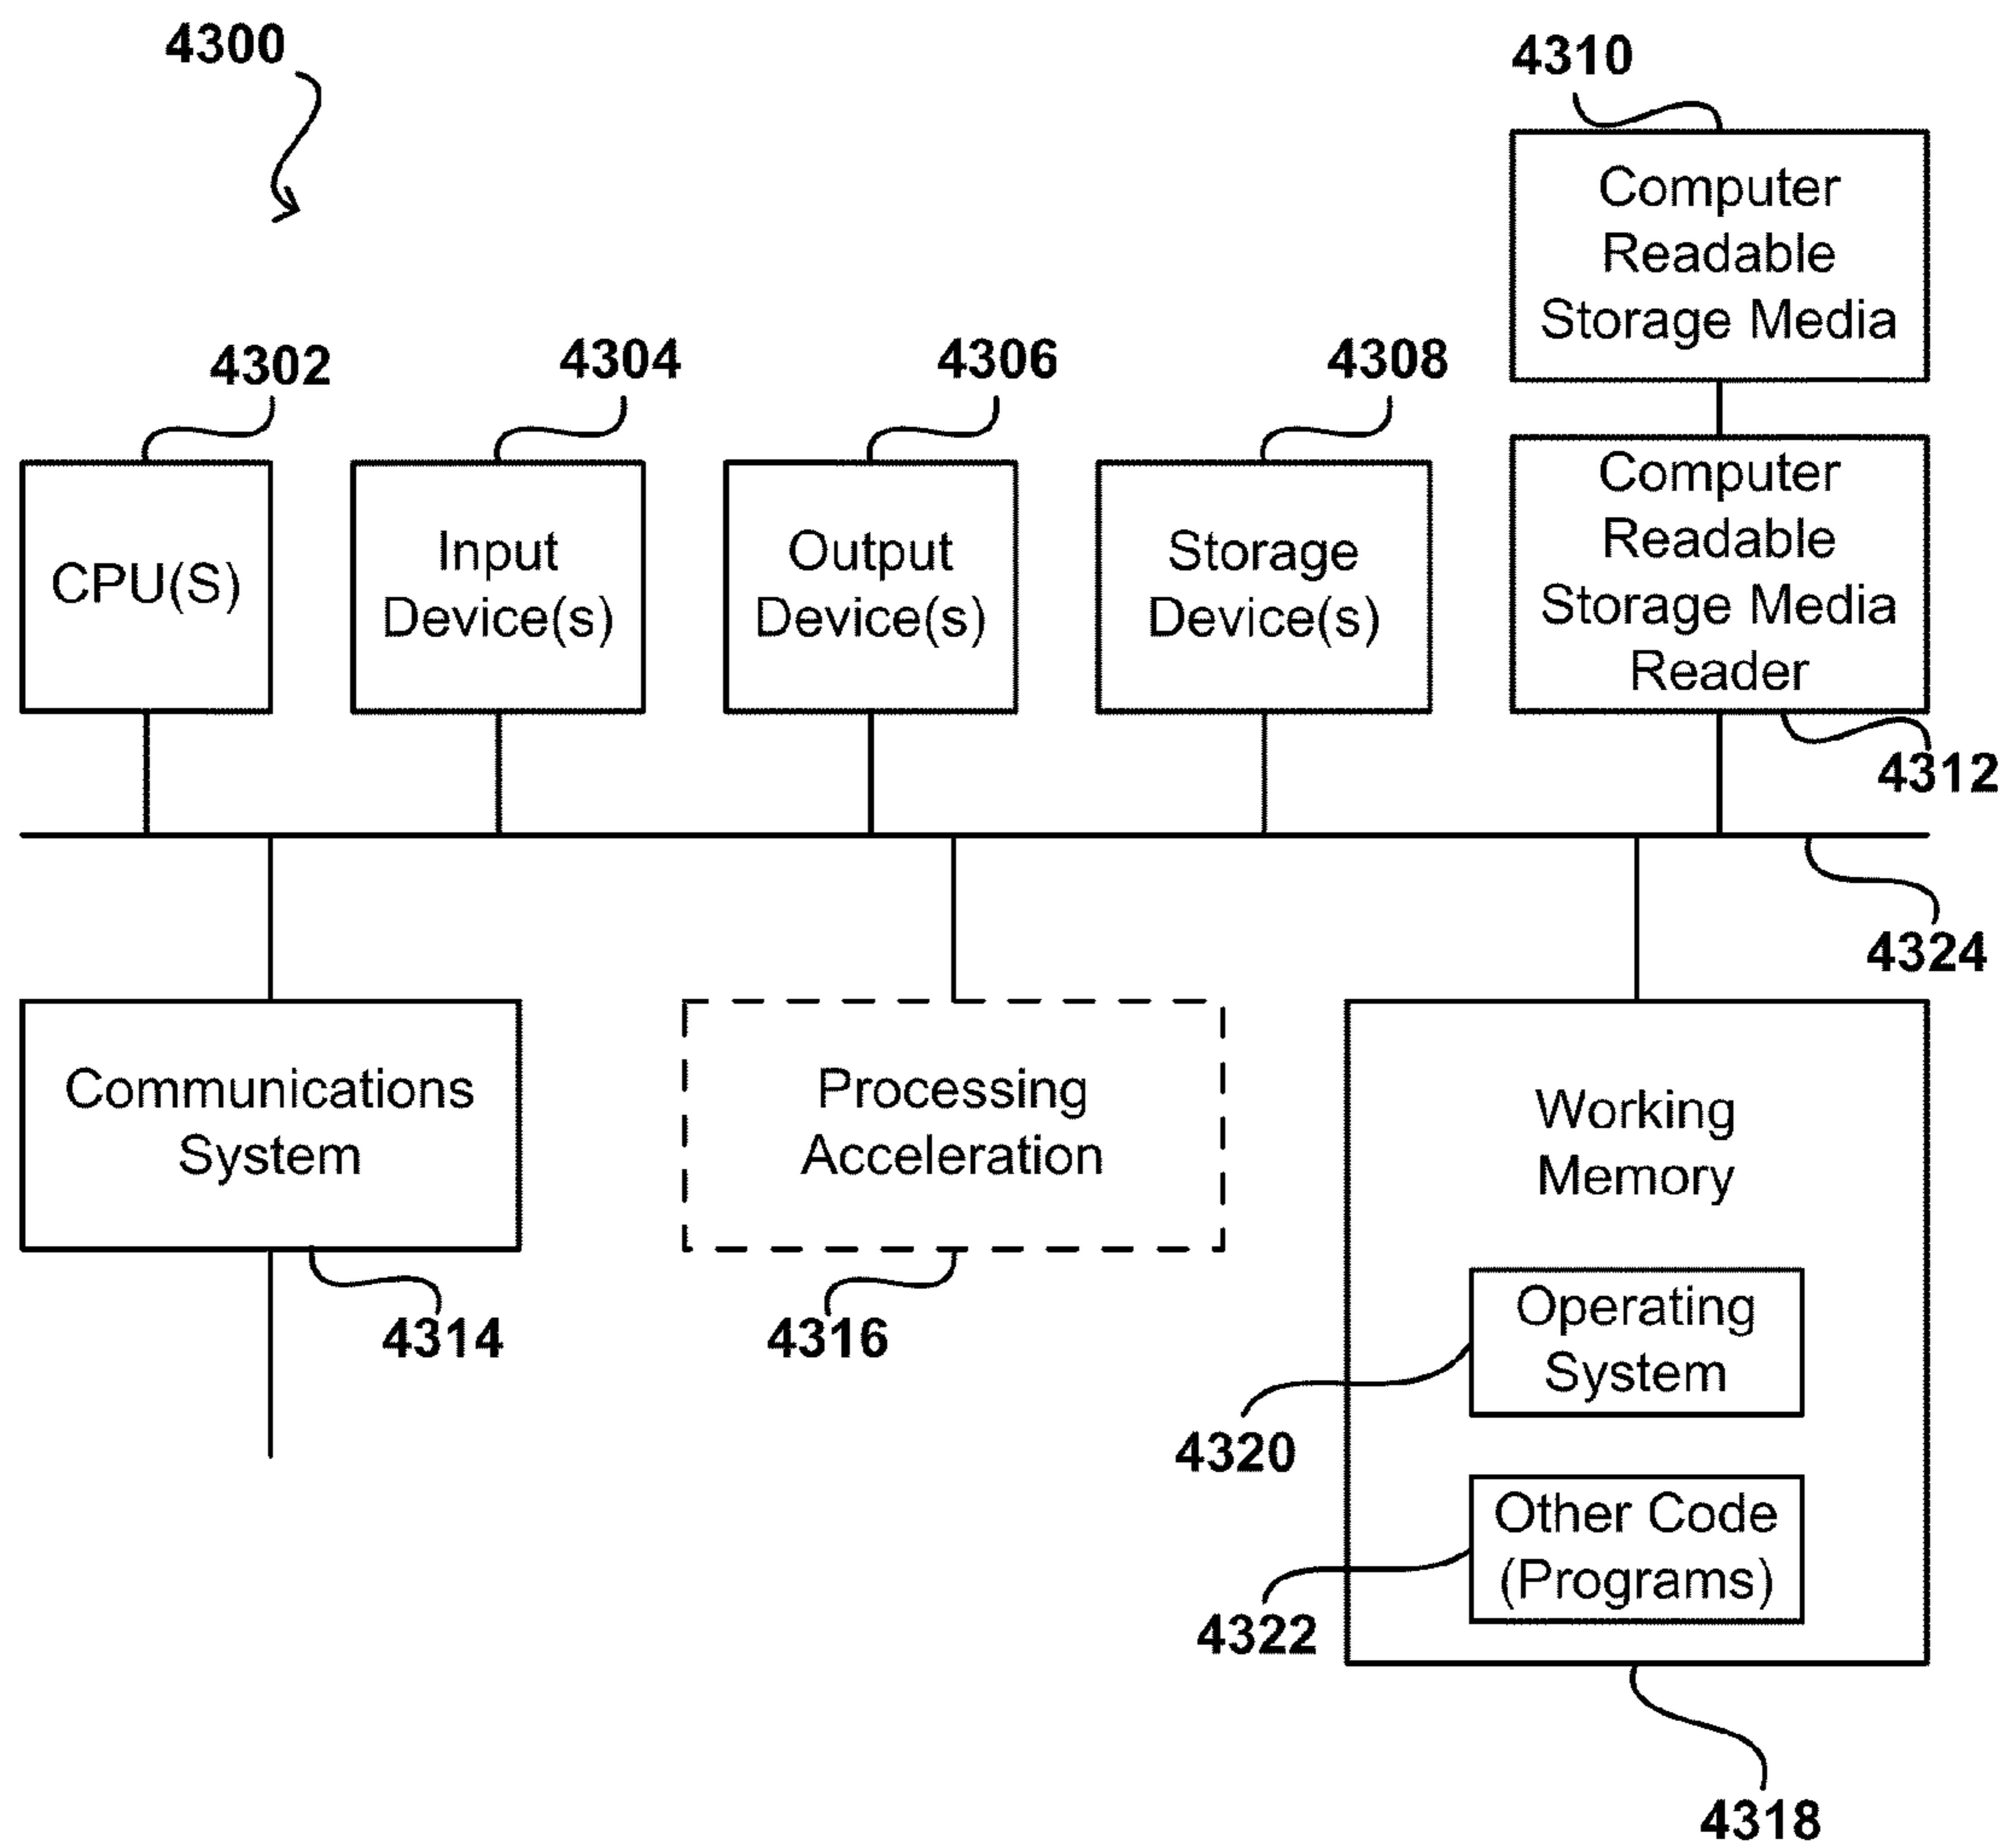 4300
4310
Computer
Readable
Storage Media
4302
4304
4306
4308
CPU(S)
Input
Device(s)
Output
Device(s)
Storage
Device(s)
Computer
Readable
Storage Media
Reader
4312
4324
Communications
System
4314
Processing
Acceleration
4316
Working
Memory
Operating
System
4320
Other Code
(Programs)
4322
4318